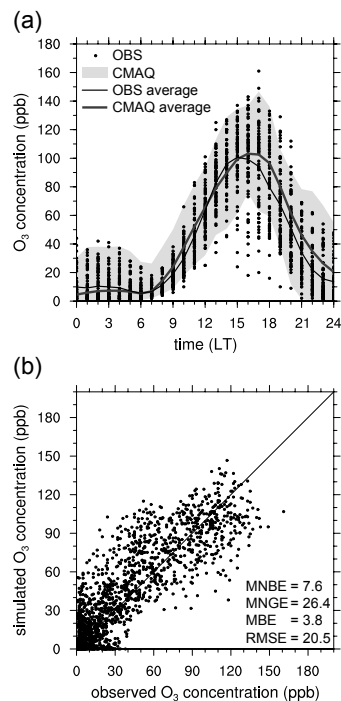 (a)
OBS
CMAQ
OBS average
CMAQ average
O3 concentration (ppb)
180
160
140
120
100
80
60
40
20
0
0 3 6 9 12 15 18 21 24
time (LT)
(b)
simulated O3 concentration (ppb)
180
150
120
90
60
30
0
MNBE = 7.6
MNGE = 26.4
MBE = 3.8
RMSE = 20.5
0 30 60 90 120 150 180
observed O3 concentration (ppb)